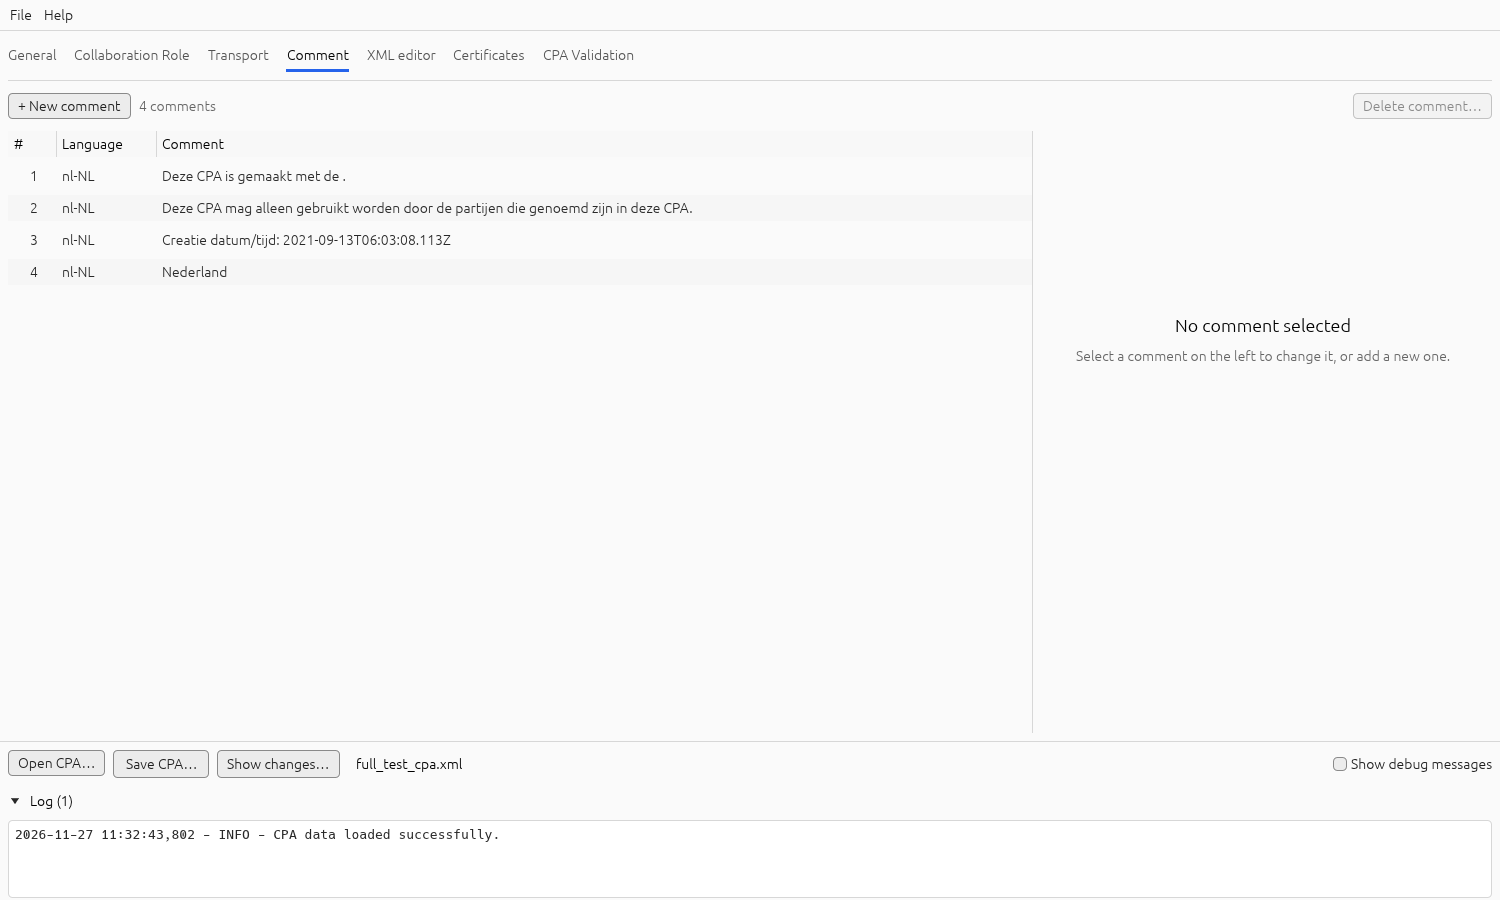 File Help
General Collaboration Role Transport Comment XML editor Certificates CPA Validation
+ New comment 4 comments Delete comment...
# Language Comment
1 nl-NL Deze CPA is gemaakt met de .
2 nl-NL Deze CPA mag alleen gebruikt worden door de partijen die genoemd zijn in deze CPA.
3 nl-NL Creatie datum/tijd: 2021-09-13T06:03:08.113Z
4 nl-NL Nederland
No comment selected
Select a comment on the left to change it, or add a new one.
Open CPA... Save CPA... Show changes... full_test_cpa.xml Show debug messages
Log (1)
2026-11-27 11:32:43,802 - INFO - CPA data loaded successfully.